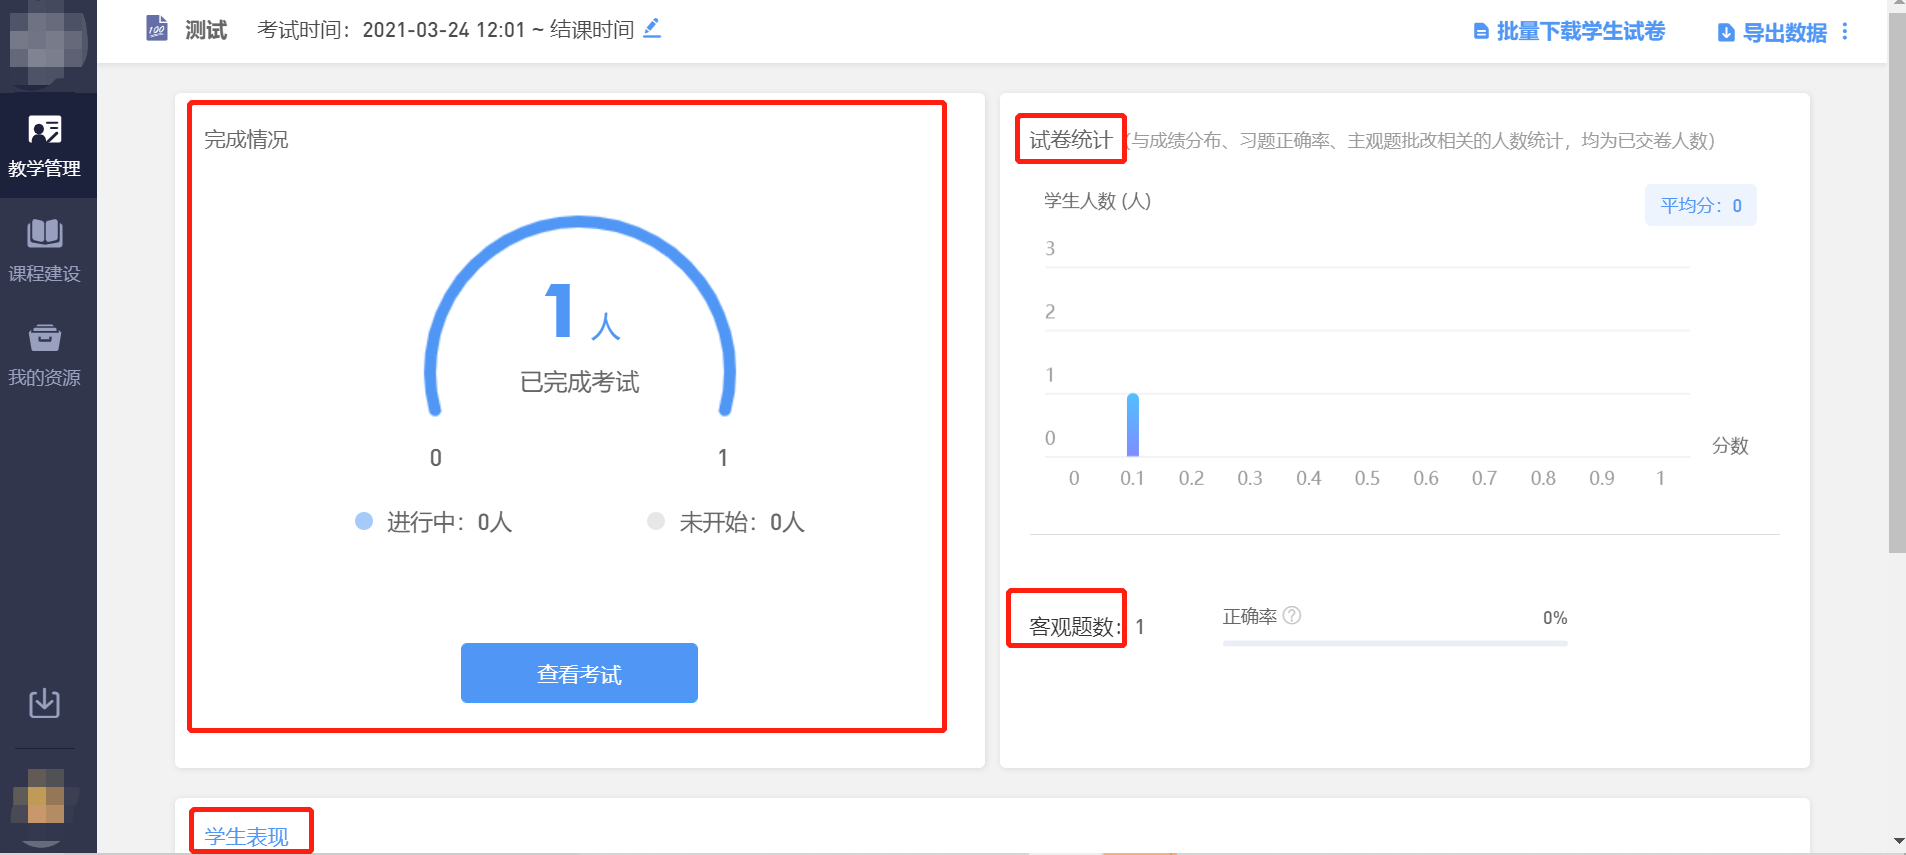 100 测试 考试时间：2021-03-24 12:01 ~ 结课时间
批量下载学生试卷 导出数据
教学管理
课程建设
我的资源
完成情况
1 人
已完成考试
0 1
进行中：0人 未开始：0人
查看考试
试卷统计 (与成绩分布、习题正确率、主观题批改相关的人数统计，均为已交卷人数)
学生人数 (人)
平均分：0
3
2
1
0
分数
0 0.1 0.2 0.3 0.4 0.5 0.6 0.7 0.8 0.9 1
客观题数：1 正确率 ? 0%
学生表现